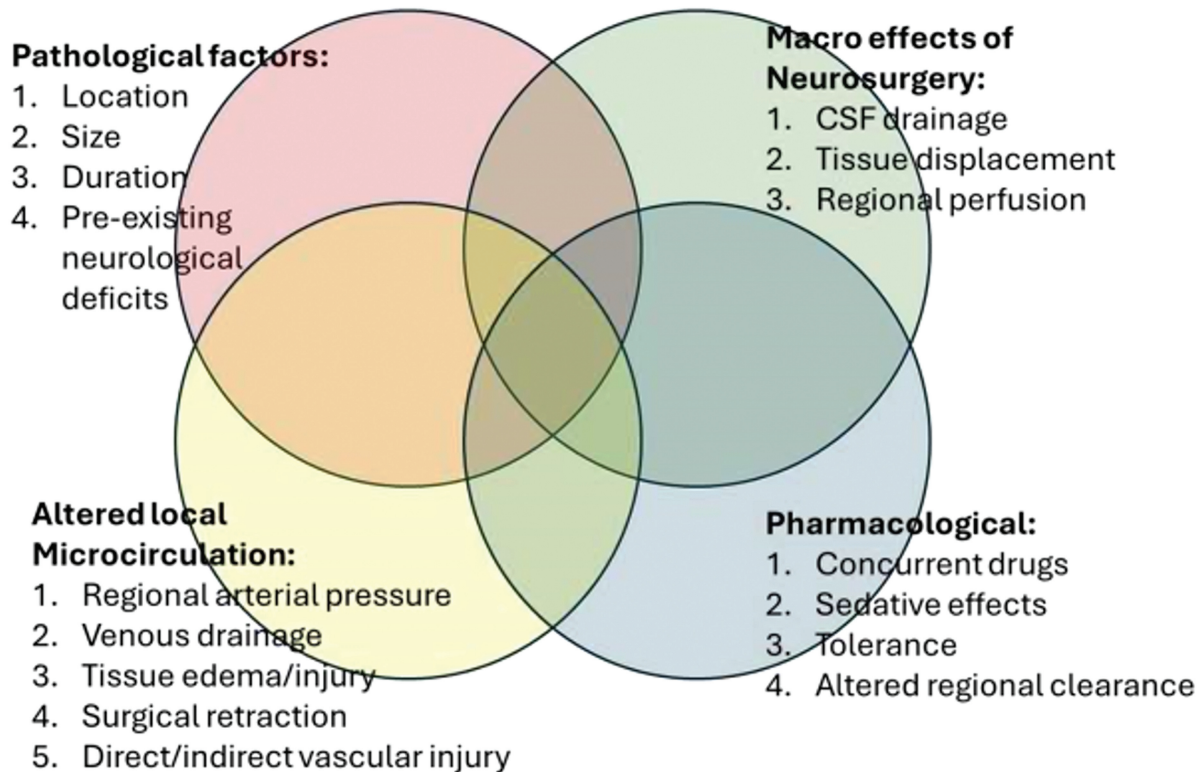 Pathological factors:
1. Location
2. Size
3. Duration
4. Pre-existing
neurological
deficits
Macro effects of
Neurosurgery:
1. CSF drainage
2. Tissue displacement
3. Regional perfusion
Altered local
Microcirculation:
1. Regional arterial pressure
2. Venous drainage
3. Tissue edema/injury
4. Surgical retraction
5. Direct/indirect vascular injury
Pharmacological:
1. Concurrent drugs
2. Sedative effects
3. Tolerance
4. Altered regional clearance